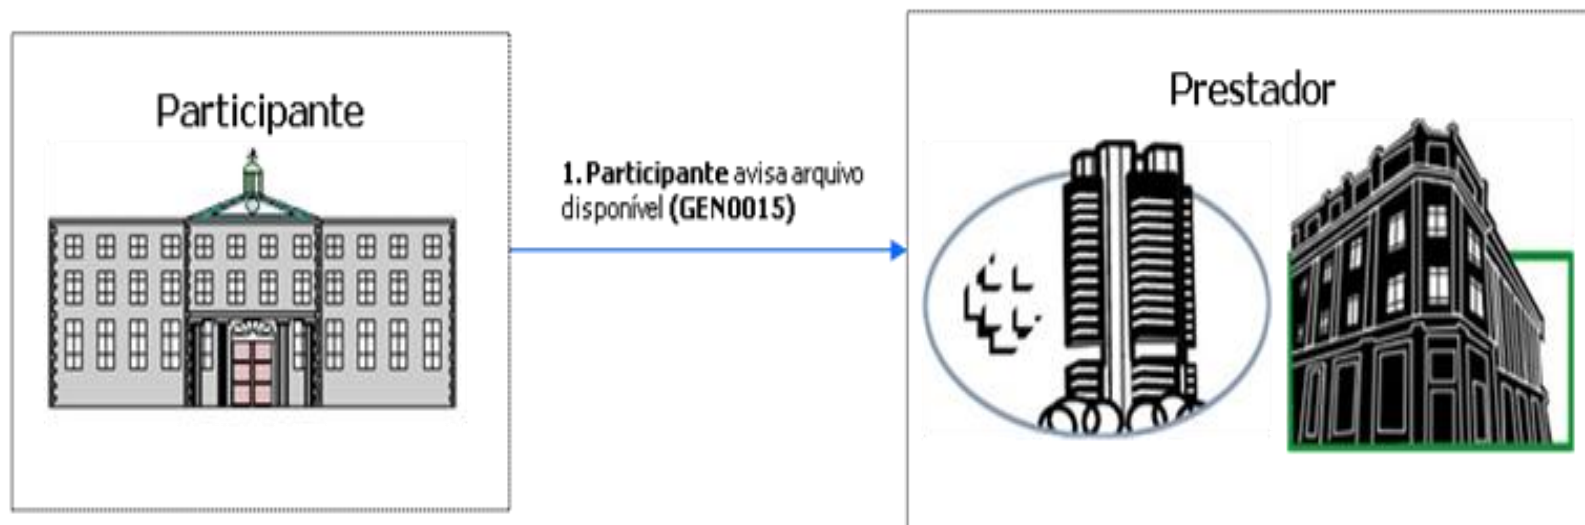 Participante
1. Participante avisa arquivo
disponível (GEN0015)
Prestador